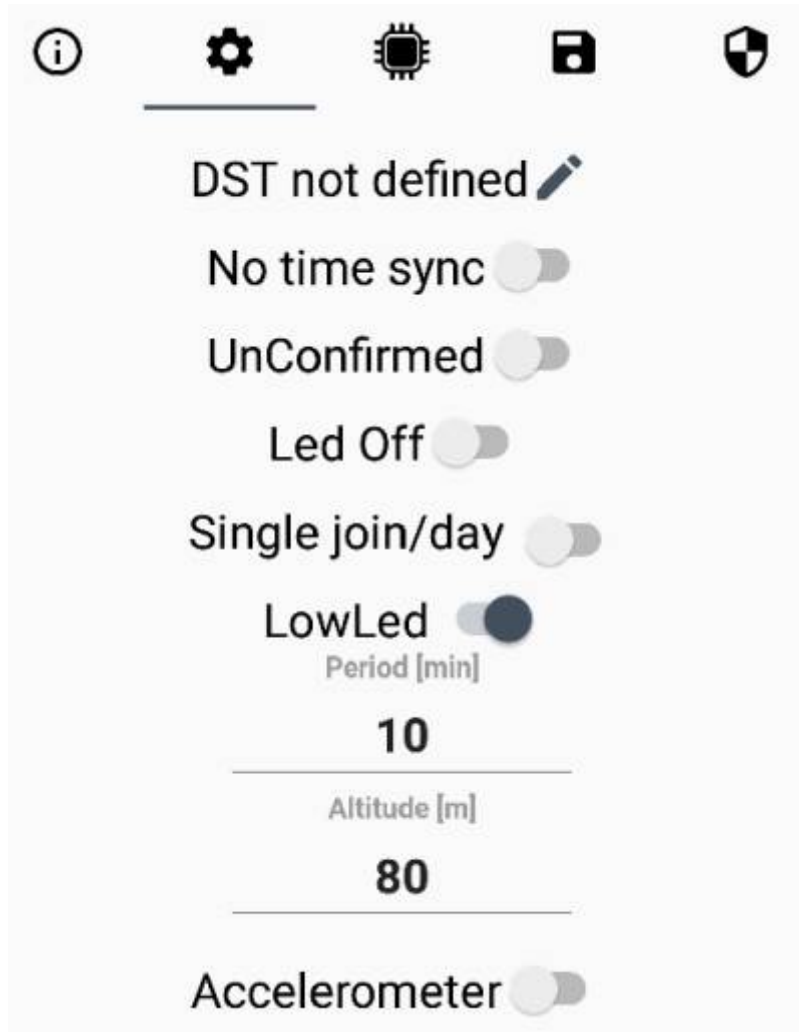 DST not defined
No time sync
UnConfirmed
Led Off
Single join/day
LowLed
Period [min]
10
Altitude [m]
80
Accelerometer